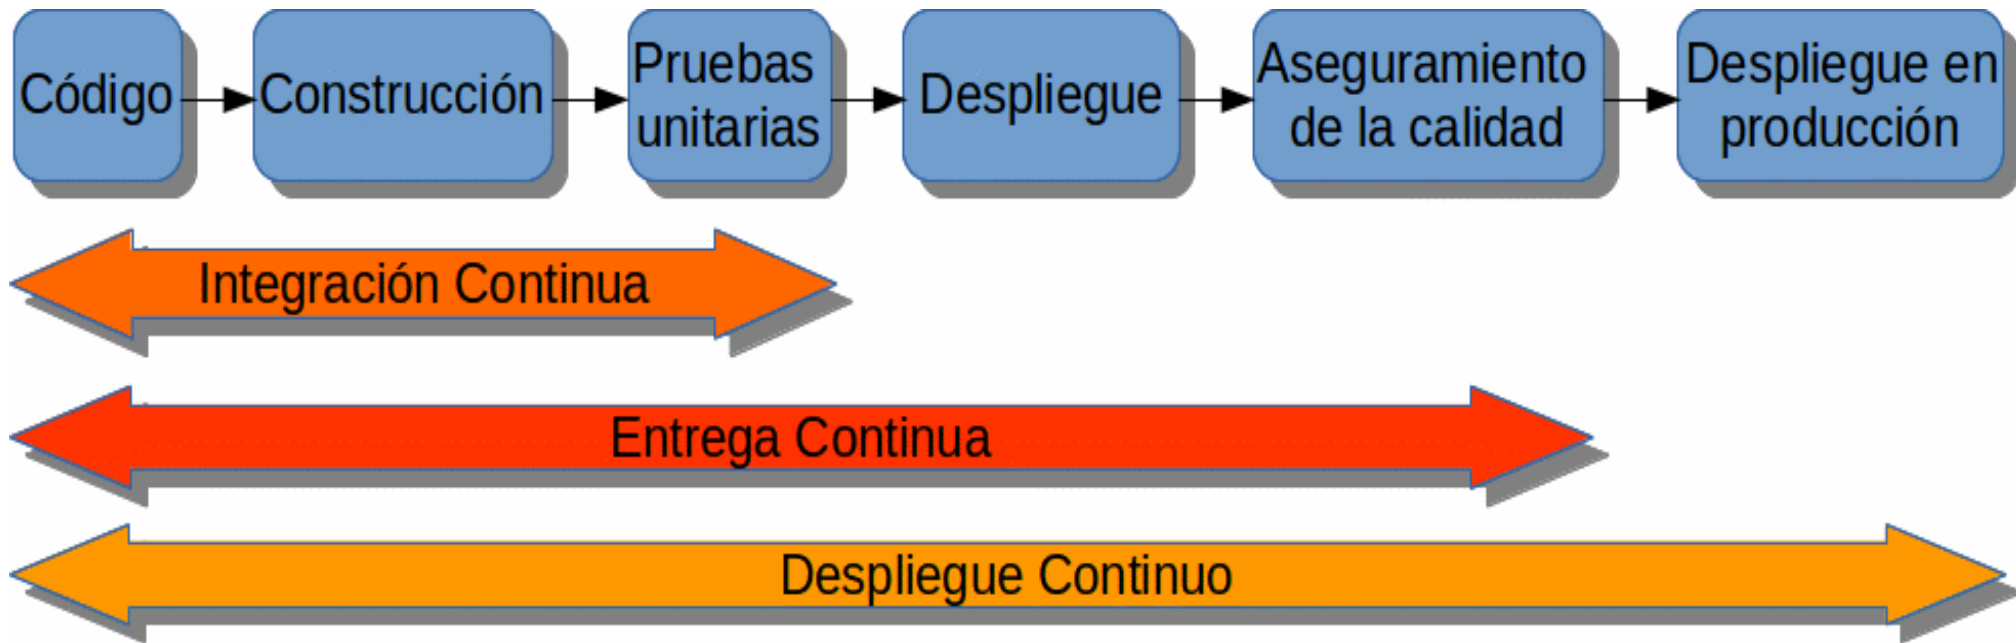 Código
Construcción
Pruebas
unitarias
Despliegue
Aseguramiento
de la calidad
Despliegue en
producción
Integración Continua
Entrega Continua
Despliegue Continuo